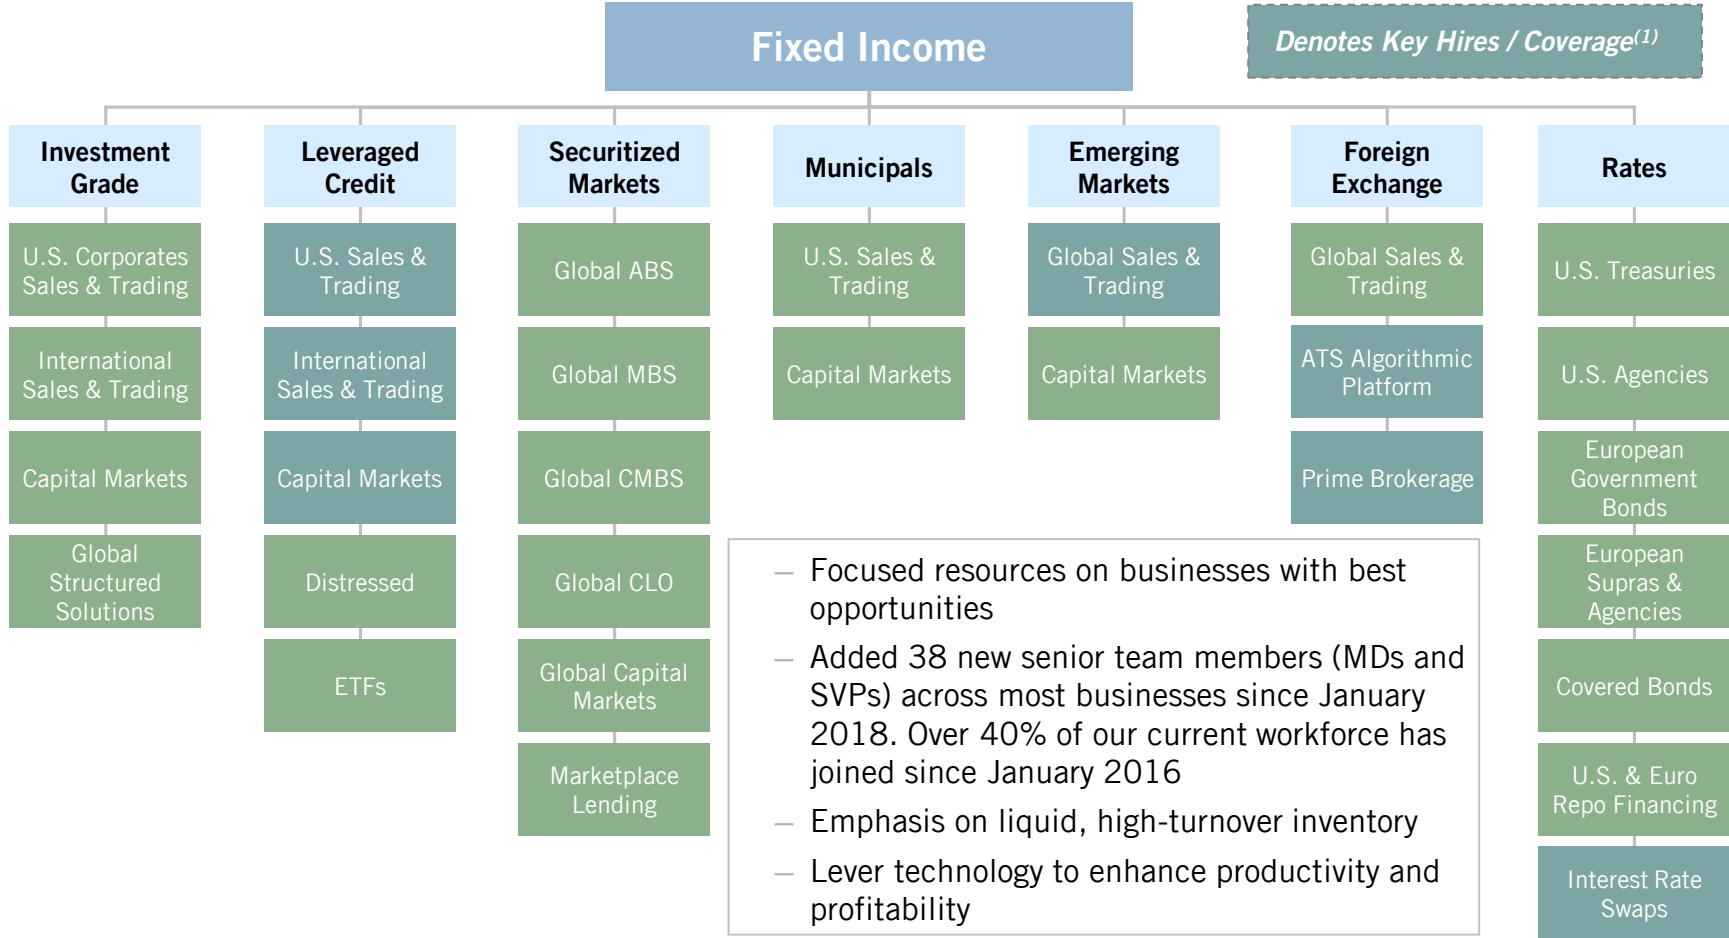 Fixed Income
Denotes Key Hires / Coverage(1)
Investment
Grade
U.S. Corporates
Sales & Trading
International
Sales & Trading
Capital Markets
Global
Structured
Solutions
Leveraged
Credit
U.S. Sales &
Trading
International
Sales & Trading
Capital Markets
Distressed
ETFs
Securitized
Markets
Global ABS
Global MBS
Global CMBS
Global CLO
Global Capital
Markets
Marketplace
Lending
Municipals
U.S. Sales &
Trading
Capital Markets
Emerging
Markets
Global Sales &
Trading
Capital Markets
Foreign
Exchange
Global Sales &
Trading
ATS Algorithmic
Platform
Prime Brokerage
Rates
U.S. Treasuries
U.S. Agencies
European
Government
Bonds
European
Supras &
Agencies
Covered Bonds
U.S. & Euro
Repo Financing
Interest Rate
Swaps
– Focused resources on businesses with best
opportunities
– Added 38 new senior team members (MDs and
SVPs) across most businesses since January
2018. Over 40% of our current workforce has
joined since January 2016
– Emphasis on liquid, high-turnover inventory
– Lever technology to enhance productivity and
profitability